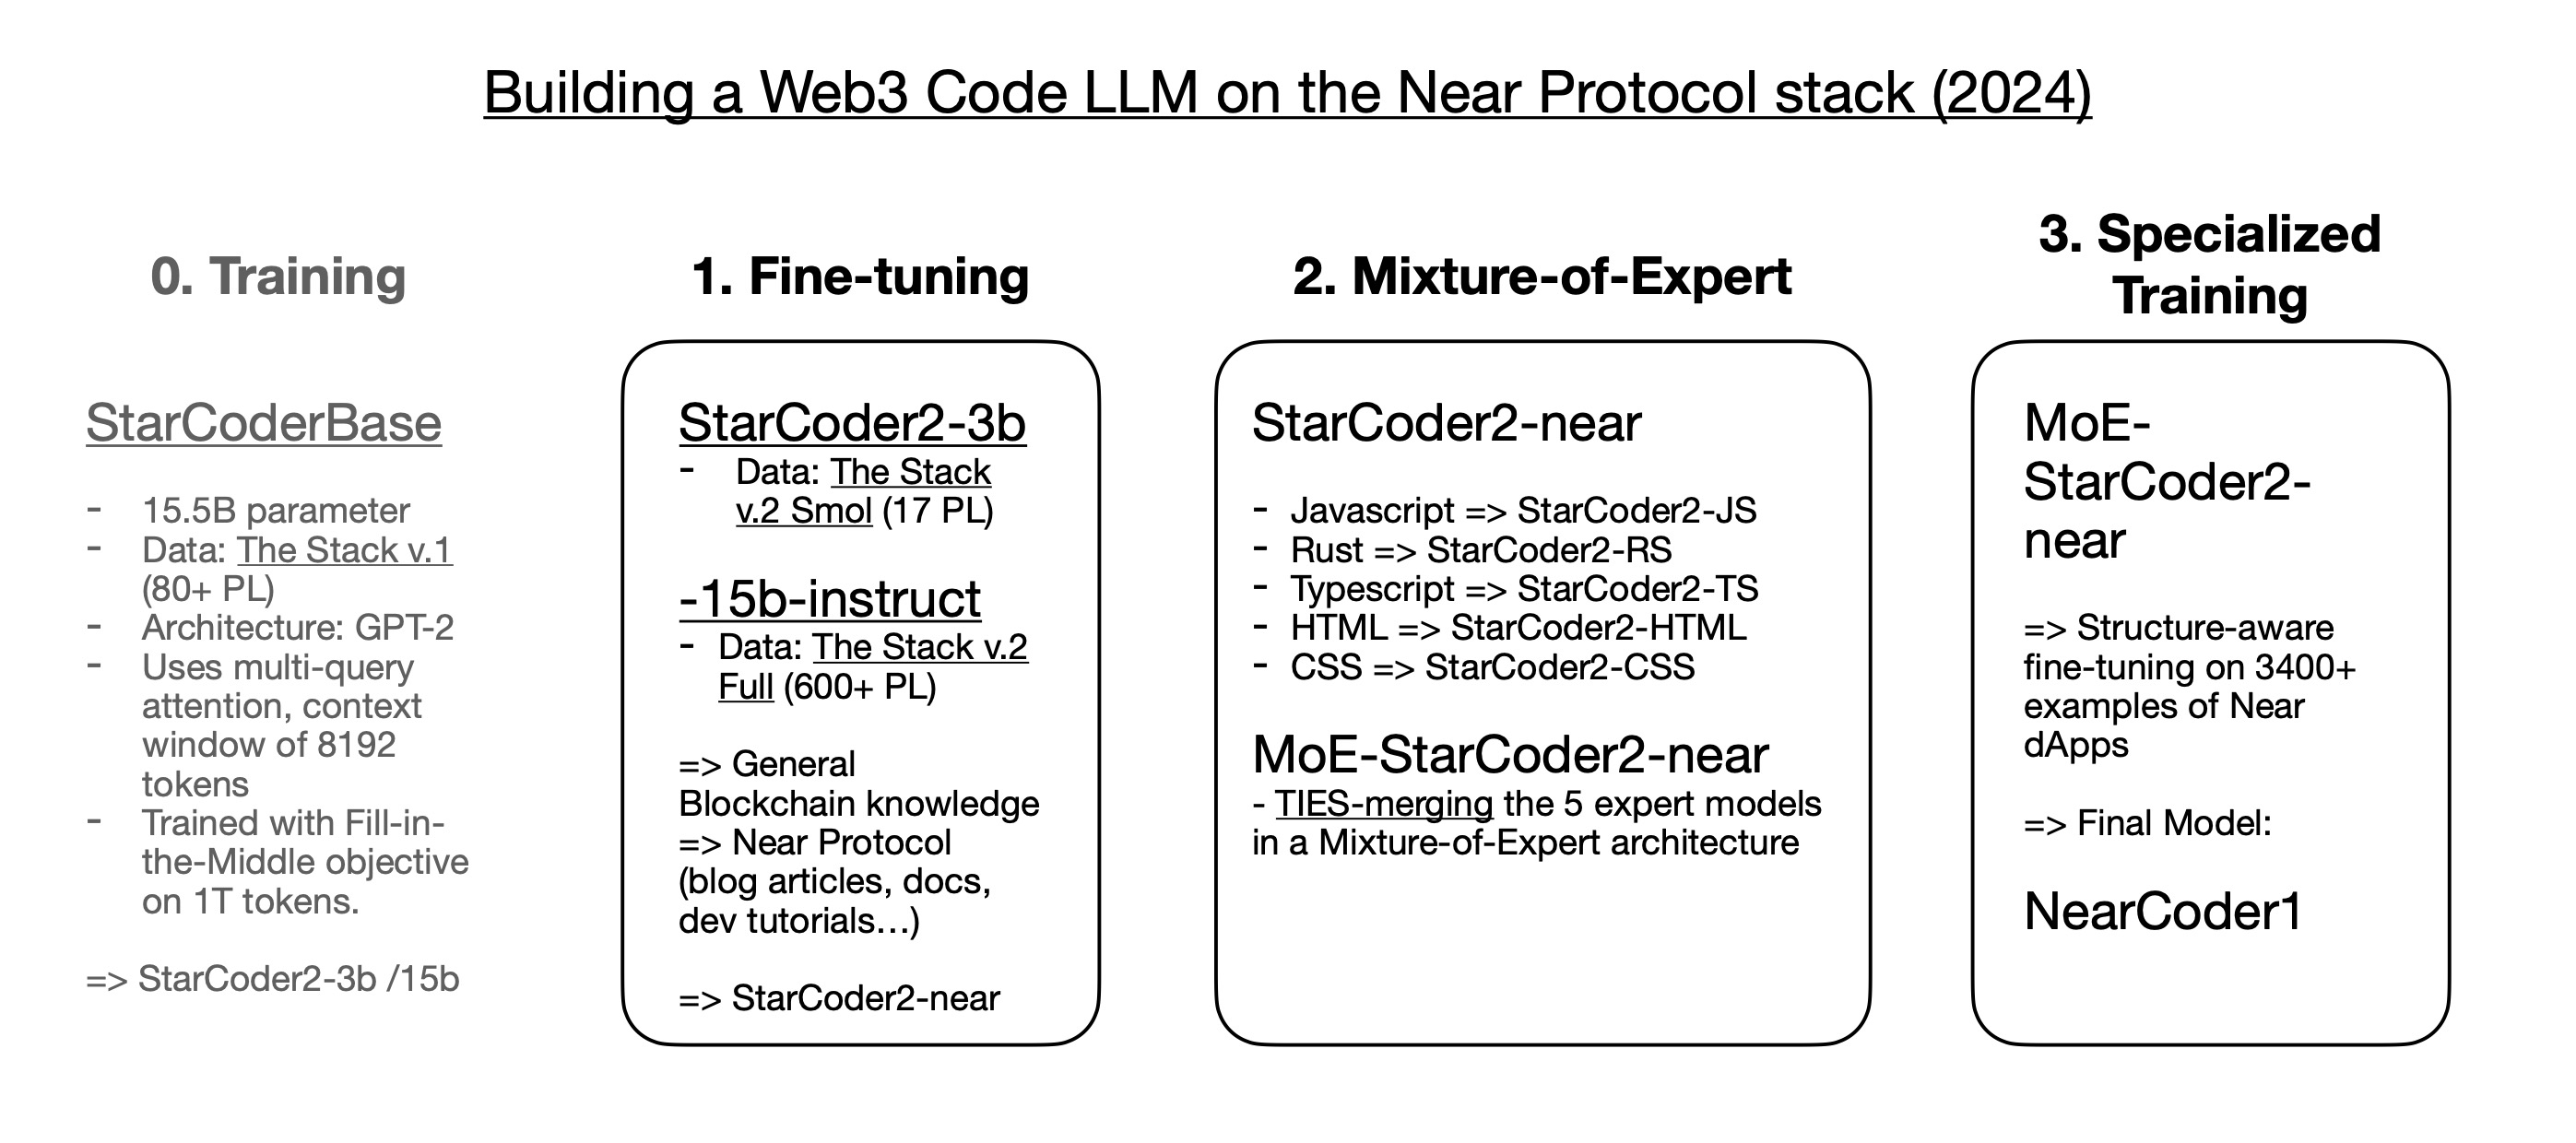 Building a Web3 Code LLM on the Near Protocol stack (2024)
0. Training
StarCoderBase
- 15.5B parameter
- Data: The Stack v.1
(80+ PL)
- Architecture: GPT-2
- Uses multi-query
attention, context
window of 8192
tokens
- Trained with Fill-in-
the-Middle objective
on 1T tokens.
=> StarCoder2-3b /15b
1. Fine-tuning
StarCoder2-3b
- Data: The Stack
v.2 Smol (17 PL)
-15b-instruct
- Data: The Stack v.2
Full (600+ PL)
=> General
Blockchain knowledge
=> Near Protocol
(blog articles, docs,
dev tutorials…)
=> StarCoder2-near
2. Mixture-of-Expert
StarCoder2-near
- Javascript => StarCoder2-JS
- Rust => StarCoder2-RS
- Typescript => StarCoder2-TS
- HTML => StarCoder2-HTML
- CSS => StarCoder2-CSS
MoE-StarCoder2-near
- TIES-merging the 5 expert models
in a Mixture-of-Expert architecture
3. Specialized
Training
MoE-
StarCoder2-
near
=> Structure-aware
fine-tuning on 3400+
examples of Near
dApps
=> Final Model:
NearCoder1